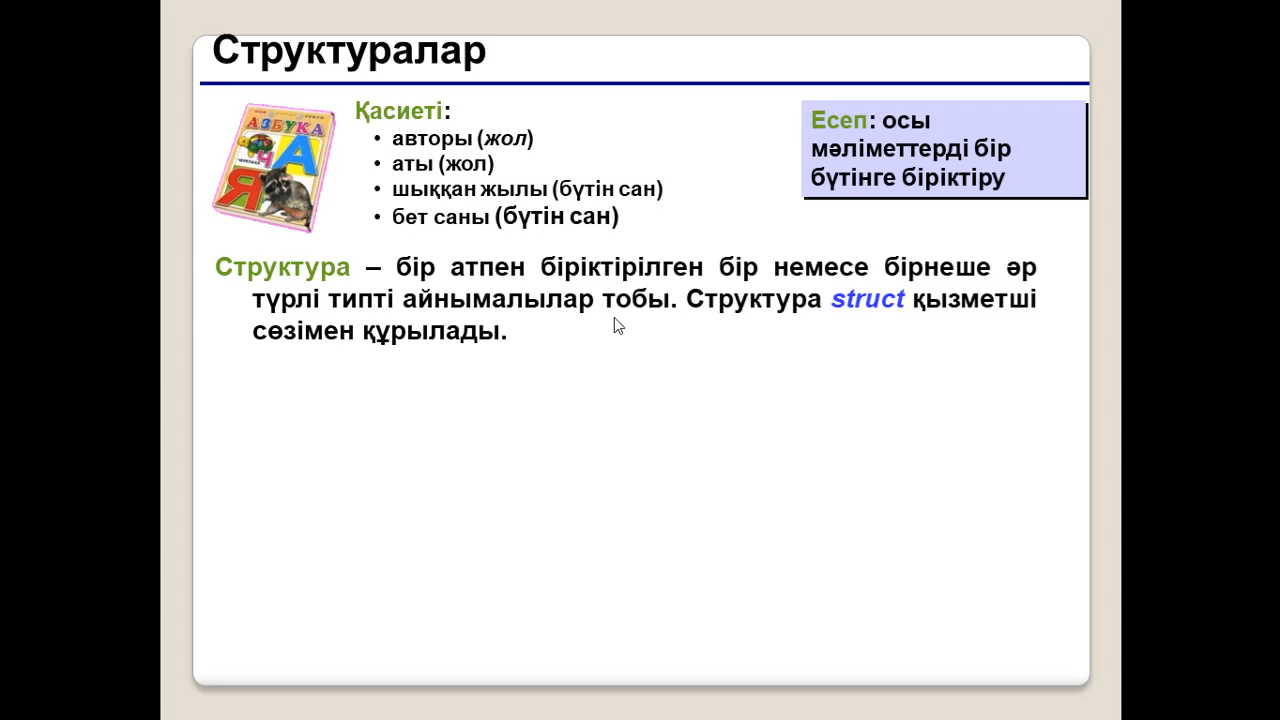 Структуралар
АЗБУКА
А
Ч
ЧЕРЕПАХА
Я
Қасиеті:
• авторы (жол)
• аты (жол)
• шыққан жылы (бүтін сан)
• бет саны (бүтін сан)
Есеп: осы
мәліметтерді бір
бүтінге біріктіру
Структура – бір атпен біріктірілген бір немесе бірнеше әр
түрлі типті айнымалылар тобы. Структура struct қызметші
сөзімен құрылады.